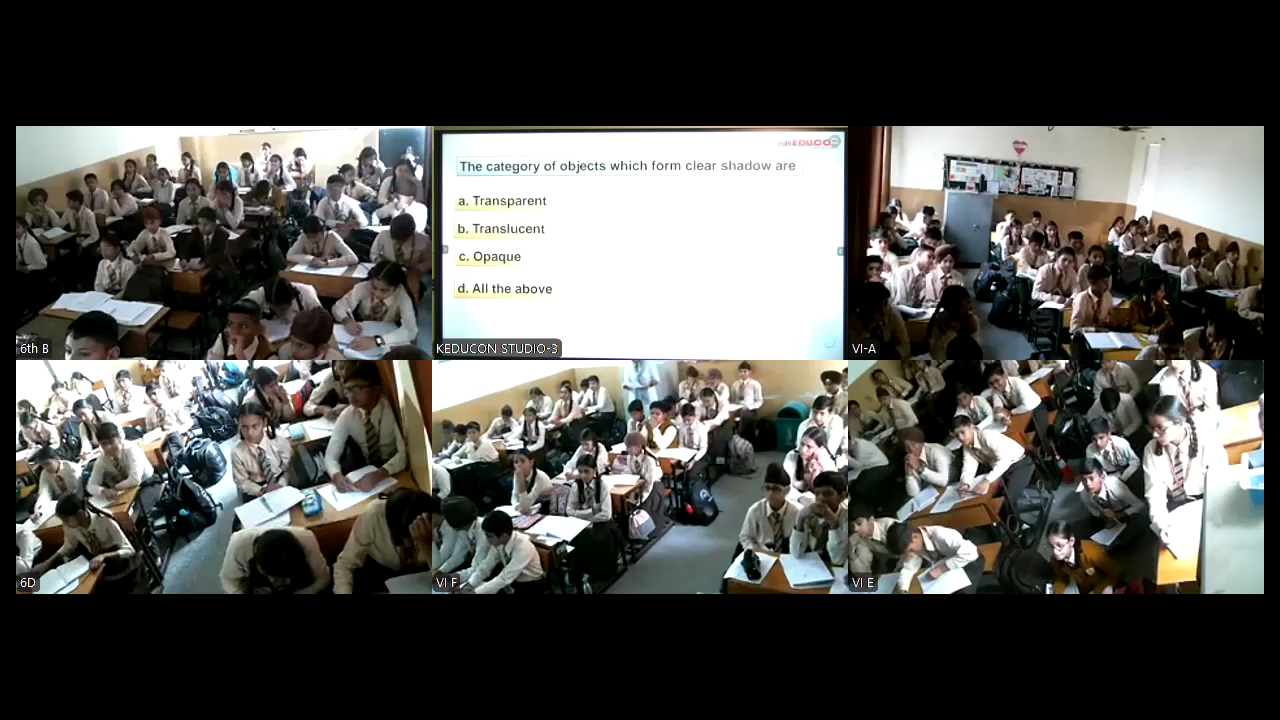 The category of objects which form clear shadow are
a. Transparent
b. Translucent
c. Opaque
d. All the above
6th B
KEDUCON STUDIO-3
VI-A
6D
VI F
VI E